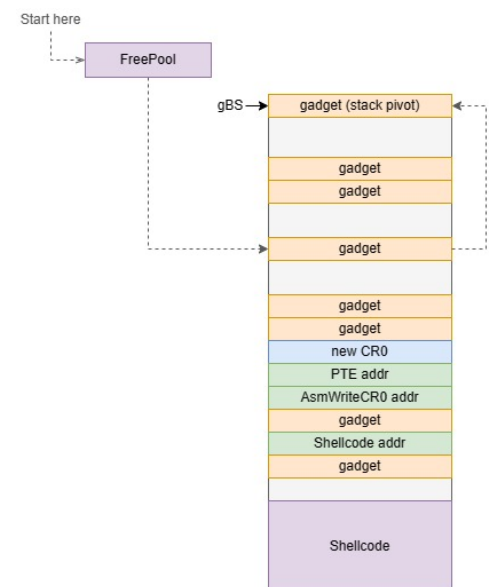 Start here
FreePool
gBS
gadget (stack pivot)
gadget
gadget
gadget
gadget
gadget
new CR0
PTE addr
AsmWriteCR0 addr
gadget
Shellcode addr
gadget
Shellcode